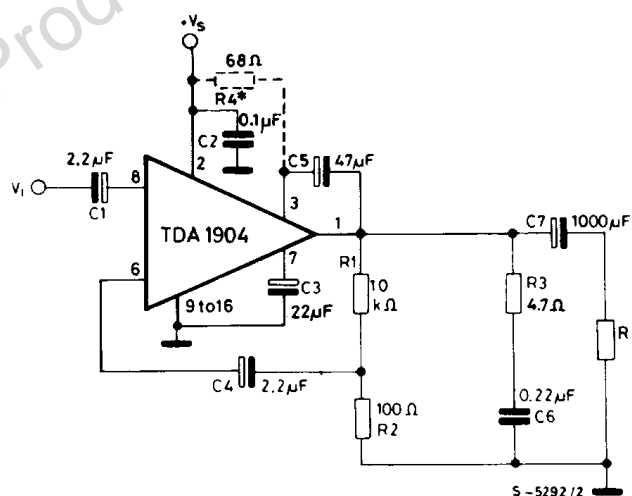 Prod
+Vs
68Ω
R4*
0.1µF
C2
2
2.2µF
C5
47µF
Vi
8
C1
3
C7
1000µF
TDA 1904
1
6
7
R1
10
kΩ
R3
4.7Ω
C3
22µF
9 to 16
R
C4
2.2µF
0.22µF
C6
100Ω
R2
S-5292/2